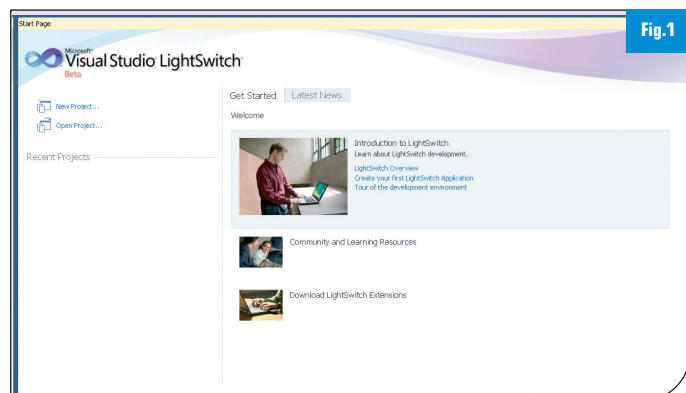 Start Page
Fig.1
Microsoft®
Visual Studio LightSwitch
Beta
New Project...
Open Project...
Recent Projects
Get Started Latest News
Welcome
Introduction to LightSwitch
Learn about LightSwitch development.
LightSwitch Overview
Create your first LightSwitch Application
Tour of the development environment
Community and Learning Resources
Download LightSwitch Extensions